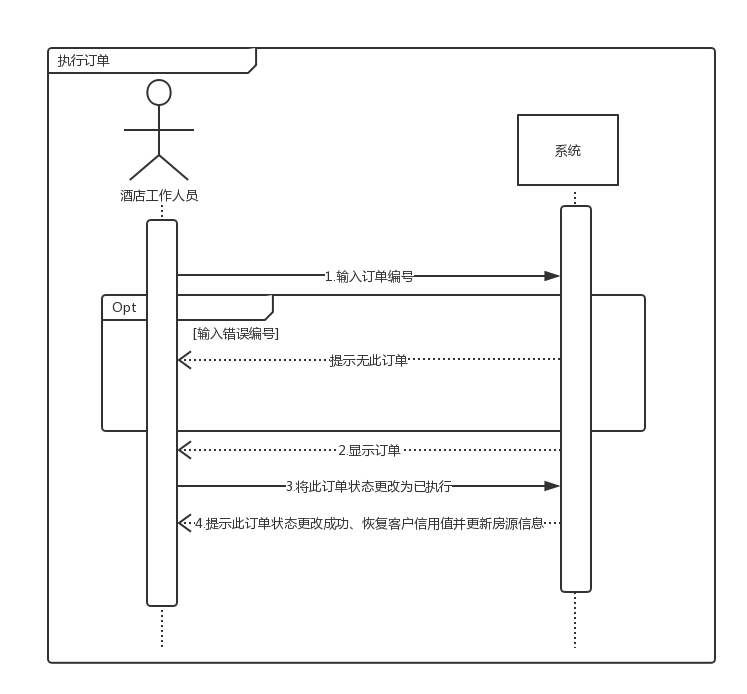 执行订单
酒店工作人员
系统
1.输入订单编号
Opt
[输入错误编号]
提示无此订单
2.显示订单
3.将此订单状态更改为已执行
4.提示此订单状态更改成功、恢复客户信用值并更新房源信息